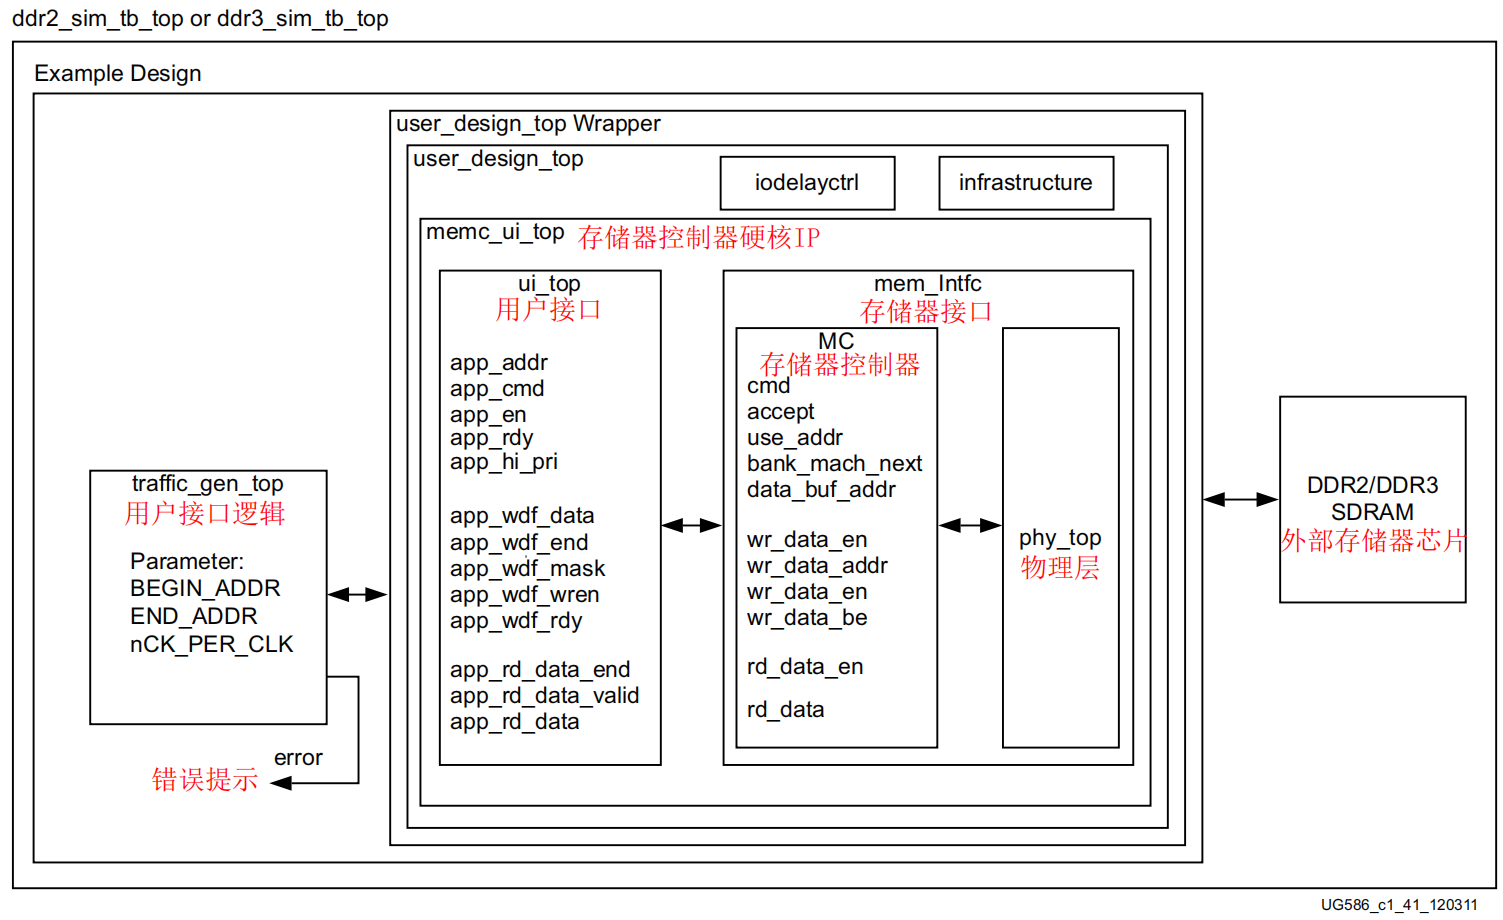 ddr2_sim_tb_top or ddr3_sim_tb_top
Example Design
user_design_top Wrapper
user_design_top
iodelayctrl
infrastructure
memc_ui_top 存储器控制器硬核IP
ui_top
用户接口
app_addr
app_cmd
app_en
app_rdy
app_hi_pri
app_wdf_data
app_wdf_end
app_wdf_mask
app_wdf_wren
app_wdf_rdy
app_rd_data_end
app_rd_data_valid
app_rd_data
mem_Intfc
存储器接口
MC
存储器控制器
cmd
accept
use_addr
bank_mach_next
data_buf_addr
wr_data_en
wr_data_addr
wr_data_en
wr_data_be
rd_data_en
rd_data
phy_top
物理层
traffic_gen_top
用户接口逻辑
Parameter:
BEGIN_ADDR
END_ADDR
nCK_PER_CLK
error
错误提示
DDR2/DDR3
SDRAM
外部存储器芯片
UG586_c1_41_120311